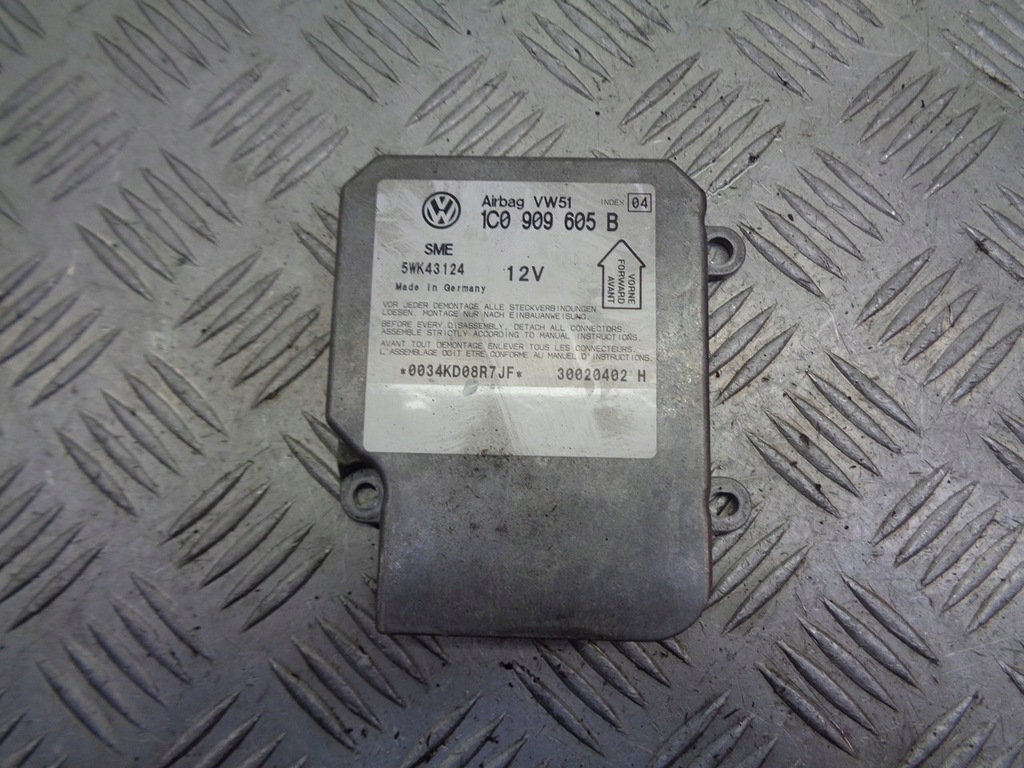 Airbag VW51 INDEX 04
1C0 909 605 B
SME
5WK43124 12V
Made in Germany
VORNE
FORWARD
AVANT
VOR JEDER DEMONTAGE ALLE STECKVERBINDUNGEN
LOESEN. MONTAGE NUR NACH EINBAUANWEISUNG.
BEFORE EVERY DISASSEMBLY, DETACH ALL CONNECTORS.
ASSEMBLE STRICTLY ACCORDING TO MANUAL INSTRUCTIONS.
AVANT TOUT DEMONTAGE ENLEVER TOUS LES CONNECTEURS.
L'ASSEMBLAGE DOIT ETRE CONFORME AU MANUEL D'INSTRUCTIONS.
*0034KD08R7JF* 30020402 H